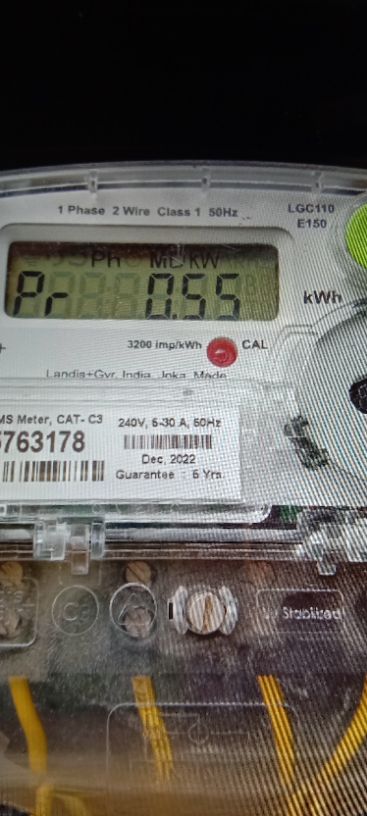 1 Phase 2 Wire Class 1 50Hz
LGC110
E150
Ph MD kW
Pr 0.55
kWh
3200 imp/kWh
CAL
Landis+Gyr, India, Joka, Made
MS Meter, CAT- C3
5763178
240V, 5-30 A, 50Hz
Dec, 2022
Guarantee : 5 Yrs.
UV Stabilized